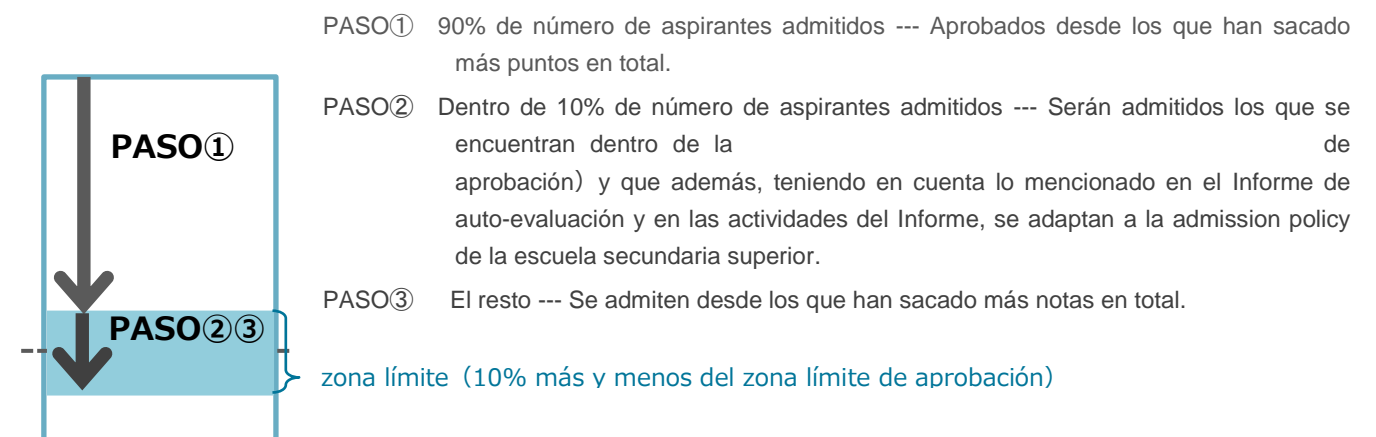 PASO① 90% de número de aspirantes admitidos --- Aprobados desde los que han sacado
más puntos en total.
PASO② Dentro de 10% de número de aspirantes admitidos --- Serán admitidos los que se
encuentran dentro de la de
aprobación）y que además, teniendo en cuenta lo mencionado en el Informe de
auto-evaluación y en las actividades del Informe, se adaptan a la admission policy
de la escuela secundaria superior.
PASO③ El resto --- Se admiten desde los que han sacado más notas en total.
PASO①
PASO②③
zona límite（10% más y menos del zona límite de aprobación）